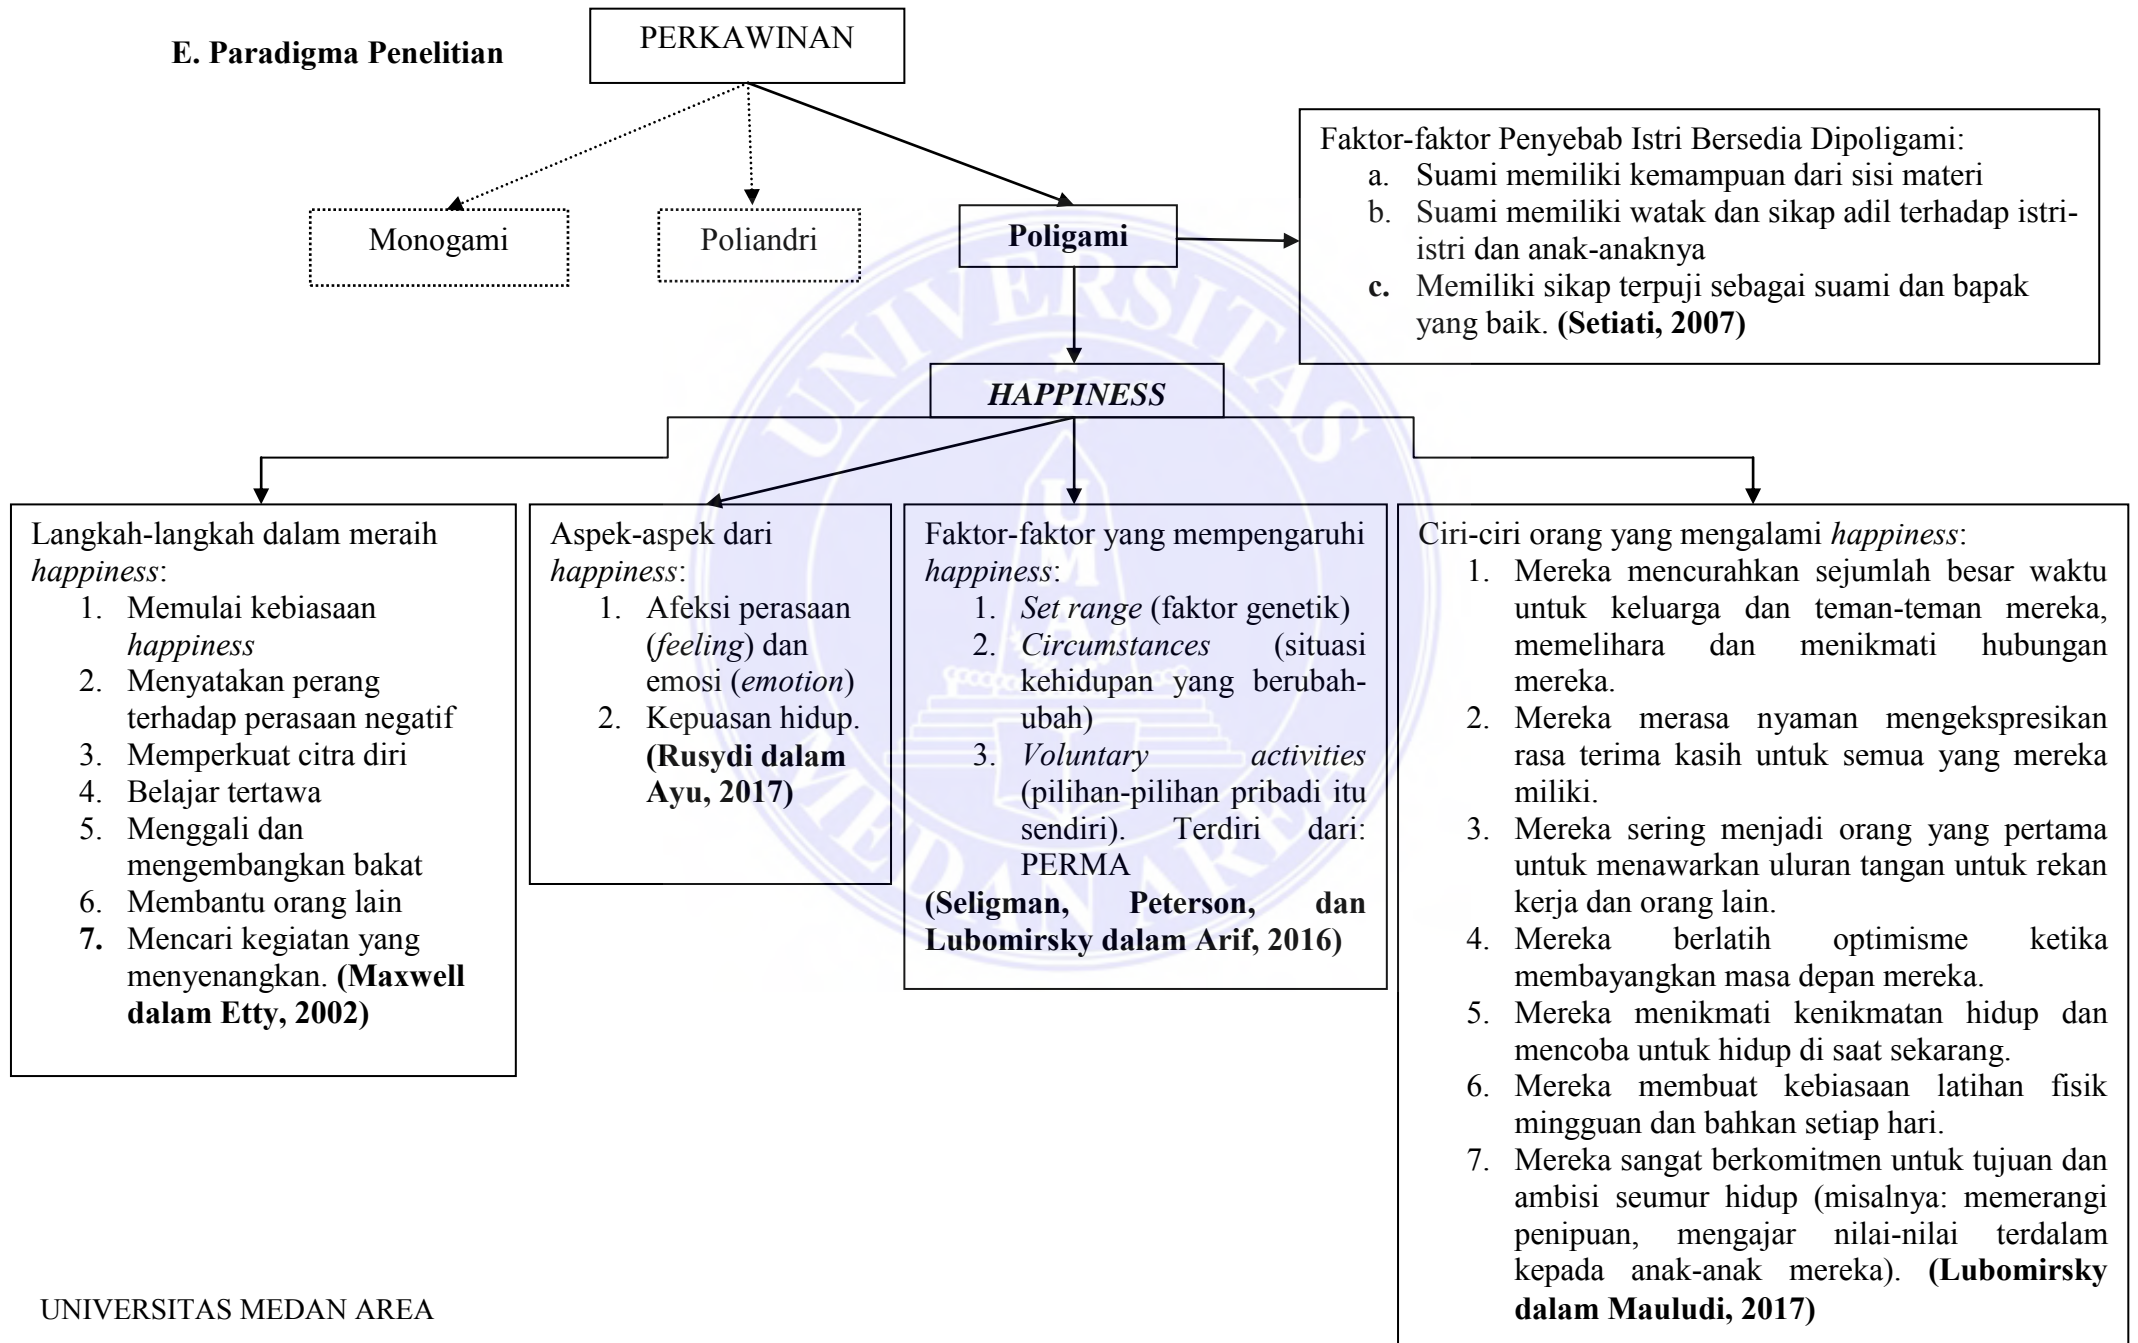 E. Paradigma Penelitian
PERKAWINAN
Monogami
Poliandri
Poligami
Faktor-faktor Penyebab Istri Bersedia Dipoligami:
a. Suami memiliki kemampuan dari sisi materi
b. Suami memiliki watak dan sikap adil terhadap istri-
istri dan anak-anaknya
c. Memiliki sikap terpuji sebagai suami dan bapak
yang baik. (Setiati, 2007)
HAPPINESS
Langkah-langkah dalam meraih
happiness:
1. Memulai kebiasaan
happiness
2. Menyatakan perang
terhadap perasaan negatif
3. Memperkuat citra diri
4. Belajar tertawa
5. Menggali dan
mengembangkan bakat
6. Membantu orang lain
7. Mencari kegiatan yang
menyenangkan. (Maxwell
dalam Etty, 2002)
Aspek-aspek dari
happiness:
1. Afeksi perasaan
(feeling) dan
emosi (emotion)
2. Kepuasan hidup.
(Rusydi dalam
Ayu, 2017)
Faktor-faktor yang mempengaruhi
happiness:
1. Set range (faktor genetik)
2. Circumstances (situasi
kehidupan yang berubah-
ubah)
3. Voluntary activities
(pilihan-pilihan pribadi itu
sendiri). Terdiri dari:
PERMA
(Seligman, Peterson, dan
Lubomirsky dalam Arif, 2016)
Ciri-ciri orang yang mengalami happiness:
1. Mereka mencurahkan sejumlah besar waktu
untuk keluarga dan teman-teman mereka,
memelihara dan menikmati hubungan
mereka.
2. Mereka merasa nyaman mengekspresikan
rasa terima kasih untuk semua yang mereka
miliki.
3. Mereka sering menjadi orang yang pertama
untuk menawarkan uluran tangan untuk rekan
kerja dan orang lain.
4. Mereka berlatih optimisme ketika
membayangkan masa depan mereka.
5. Mereka menikmati kenikmatan hidup dan
mencoba untuk hidup di saat sekarang.
6. Mereka membuat kebiasaan latihan fisik
mingguan dan bahkan setiap hari.
7. Mereka sangat berkomitmen untuk tujuan dan
ambisi seumur hidup (misalnya: memerangi
penipuan, mengajar nilai-nilai terdalam
kepada anak-anak mereka). (Lubomirsky
dalam Mauludi, 2017)
UNIVERSITAS
UMA
MEDAN AREA
UNIVERSITAS MEDAN AREA